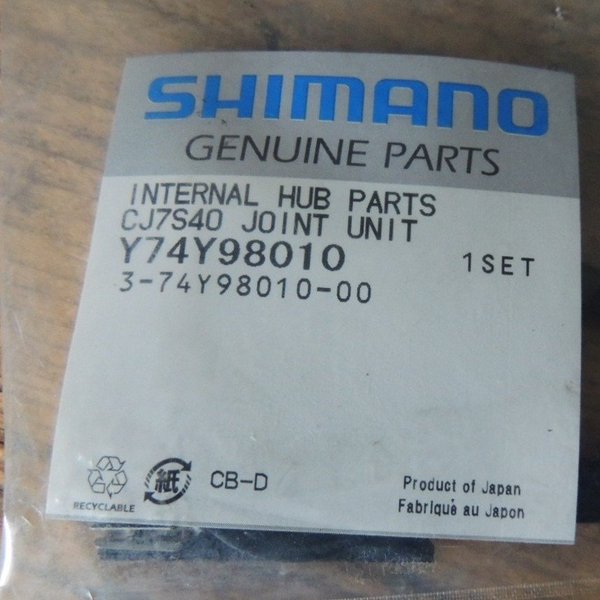 SHIMANO
GENUINE PARTS
INTERNAL HUB PARTS
CJ7S40 JOINT UNIT
Y74Y98010 1SET
3-74Y98010-00
RECYCLABLE
紙
CB-D
Product of Japan
Fabriqué au Japon